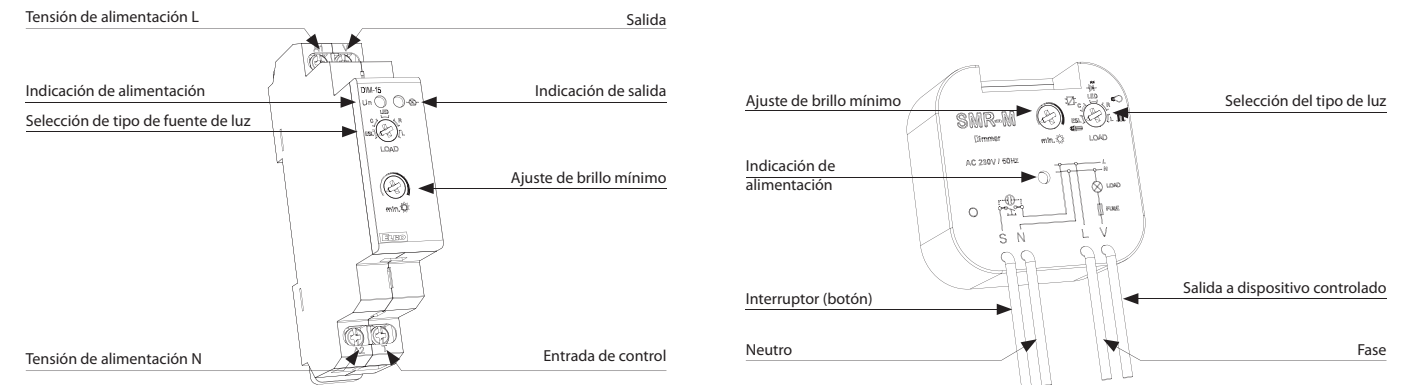 Tensión de alimentación L
Salida
Indicación de alimentación
Indicación de salida
Selección de tipo de fuente de luz
Ajuste de brillo mínimo
Tensión de alimentación N
Entrada de control
DIM-15
Un
LED
C R
ESL L
LOAD
min.
A2 T
Ajuste de brillo mínimo
Selección del tipo de luz
Indicación de
alimentación
Interruptor (botón)
Salida a dispositivo controlado
Neutro
Fase
SMR-M
Dimmer
AC 230V / 50Hz
min.
LED
C R
ESL L
LOAD
L
N
LOAD
FUSE
S N L V